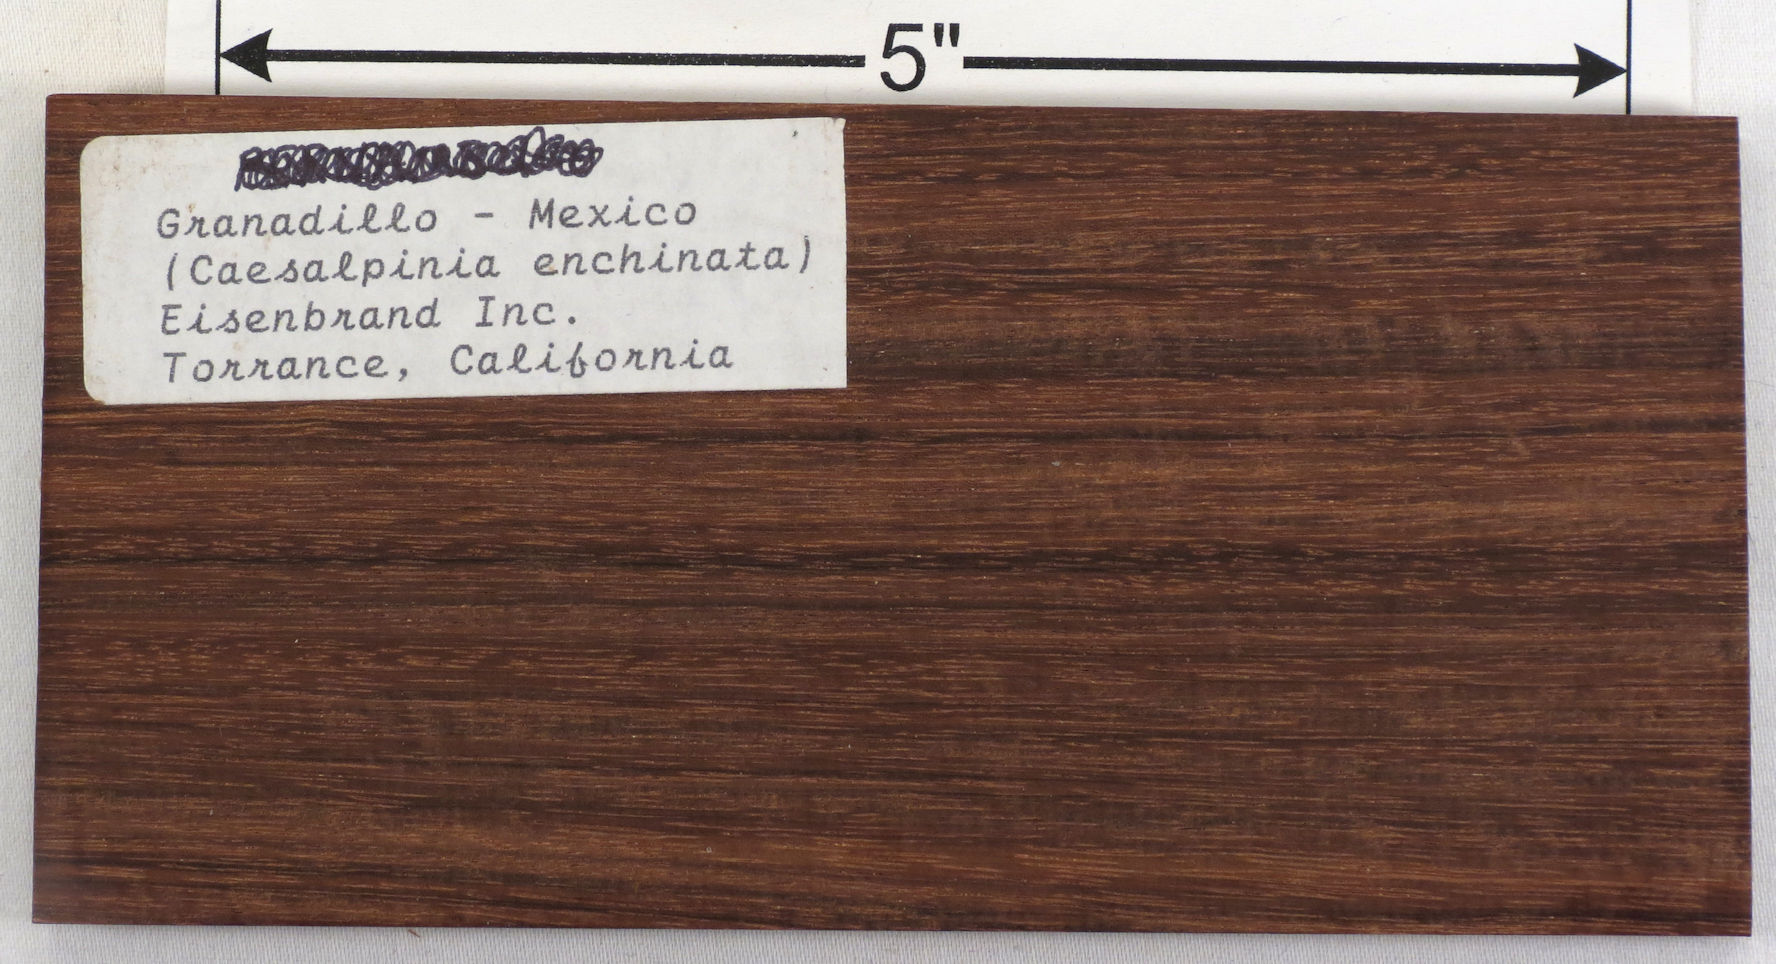 5"
Granadillo - Mexico
(Caesalpinia enchinata)
Eisenbrand Inc.
Torrance, California